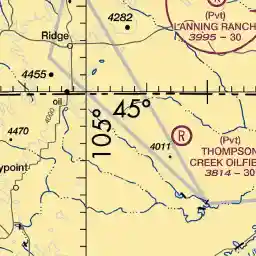 4282
R
(Pvt)
LANNING RANCH
3995 – 30
Ridge
4455
oil
4000
45°
105°
4470
4011
R
(Pvt)
THOMPSON
CREEK OILFIE
3814 – 30
ypoint